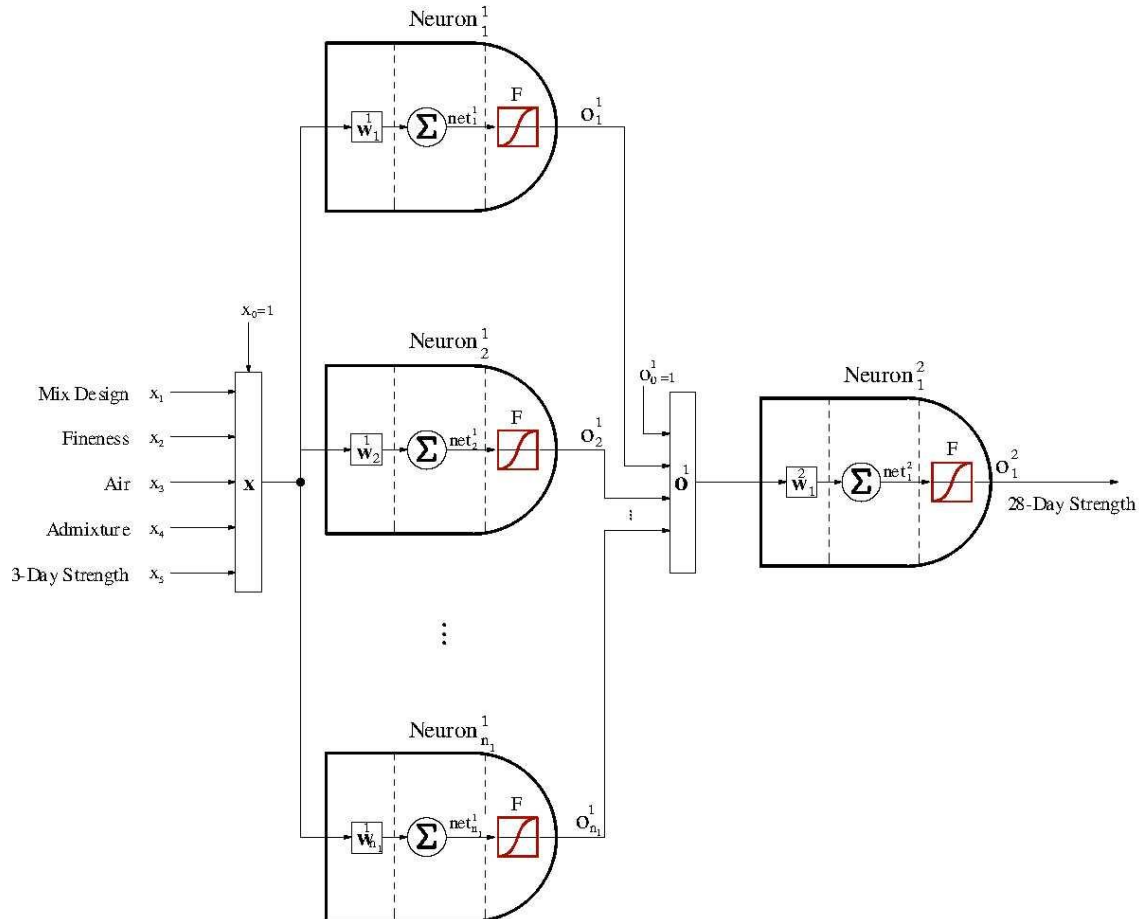 Neuron 1 1
F
w 1 1
Σ
net 1 1
O 1 1
x0=1
Neuron 1 2
O 1 0 =1
Neuron 2 1
Mix Design x1
F
w 1 2
Σ
net 1 2
O 1 2
Fineness x2
F
Air x3
x
1 O
w 2 1
Σ
net 2 1
O 2 1
28-Day Strength
...
Admixture x4
3-Day Strength x5
...
Neuron 1 n1
F
w 1 n1
Σ
net 1 n1
O 1 n1